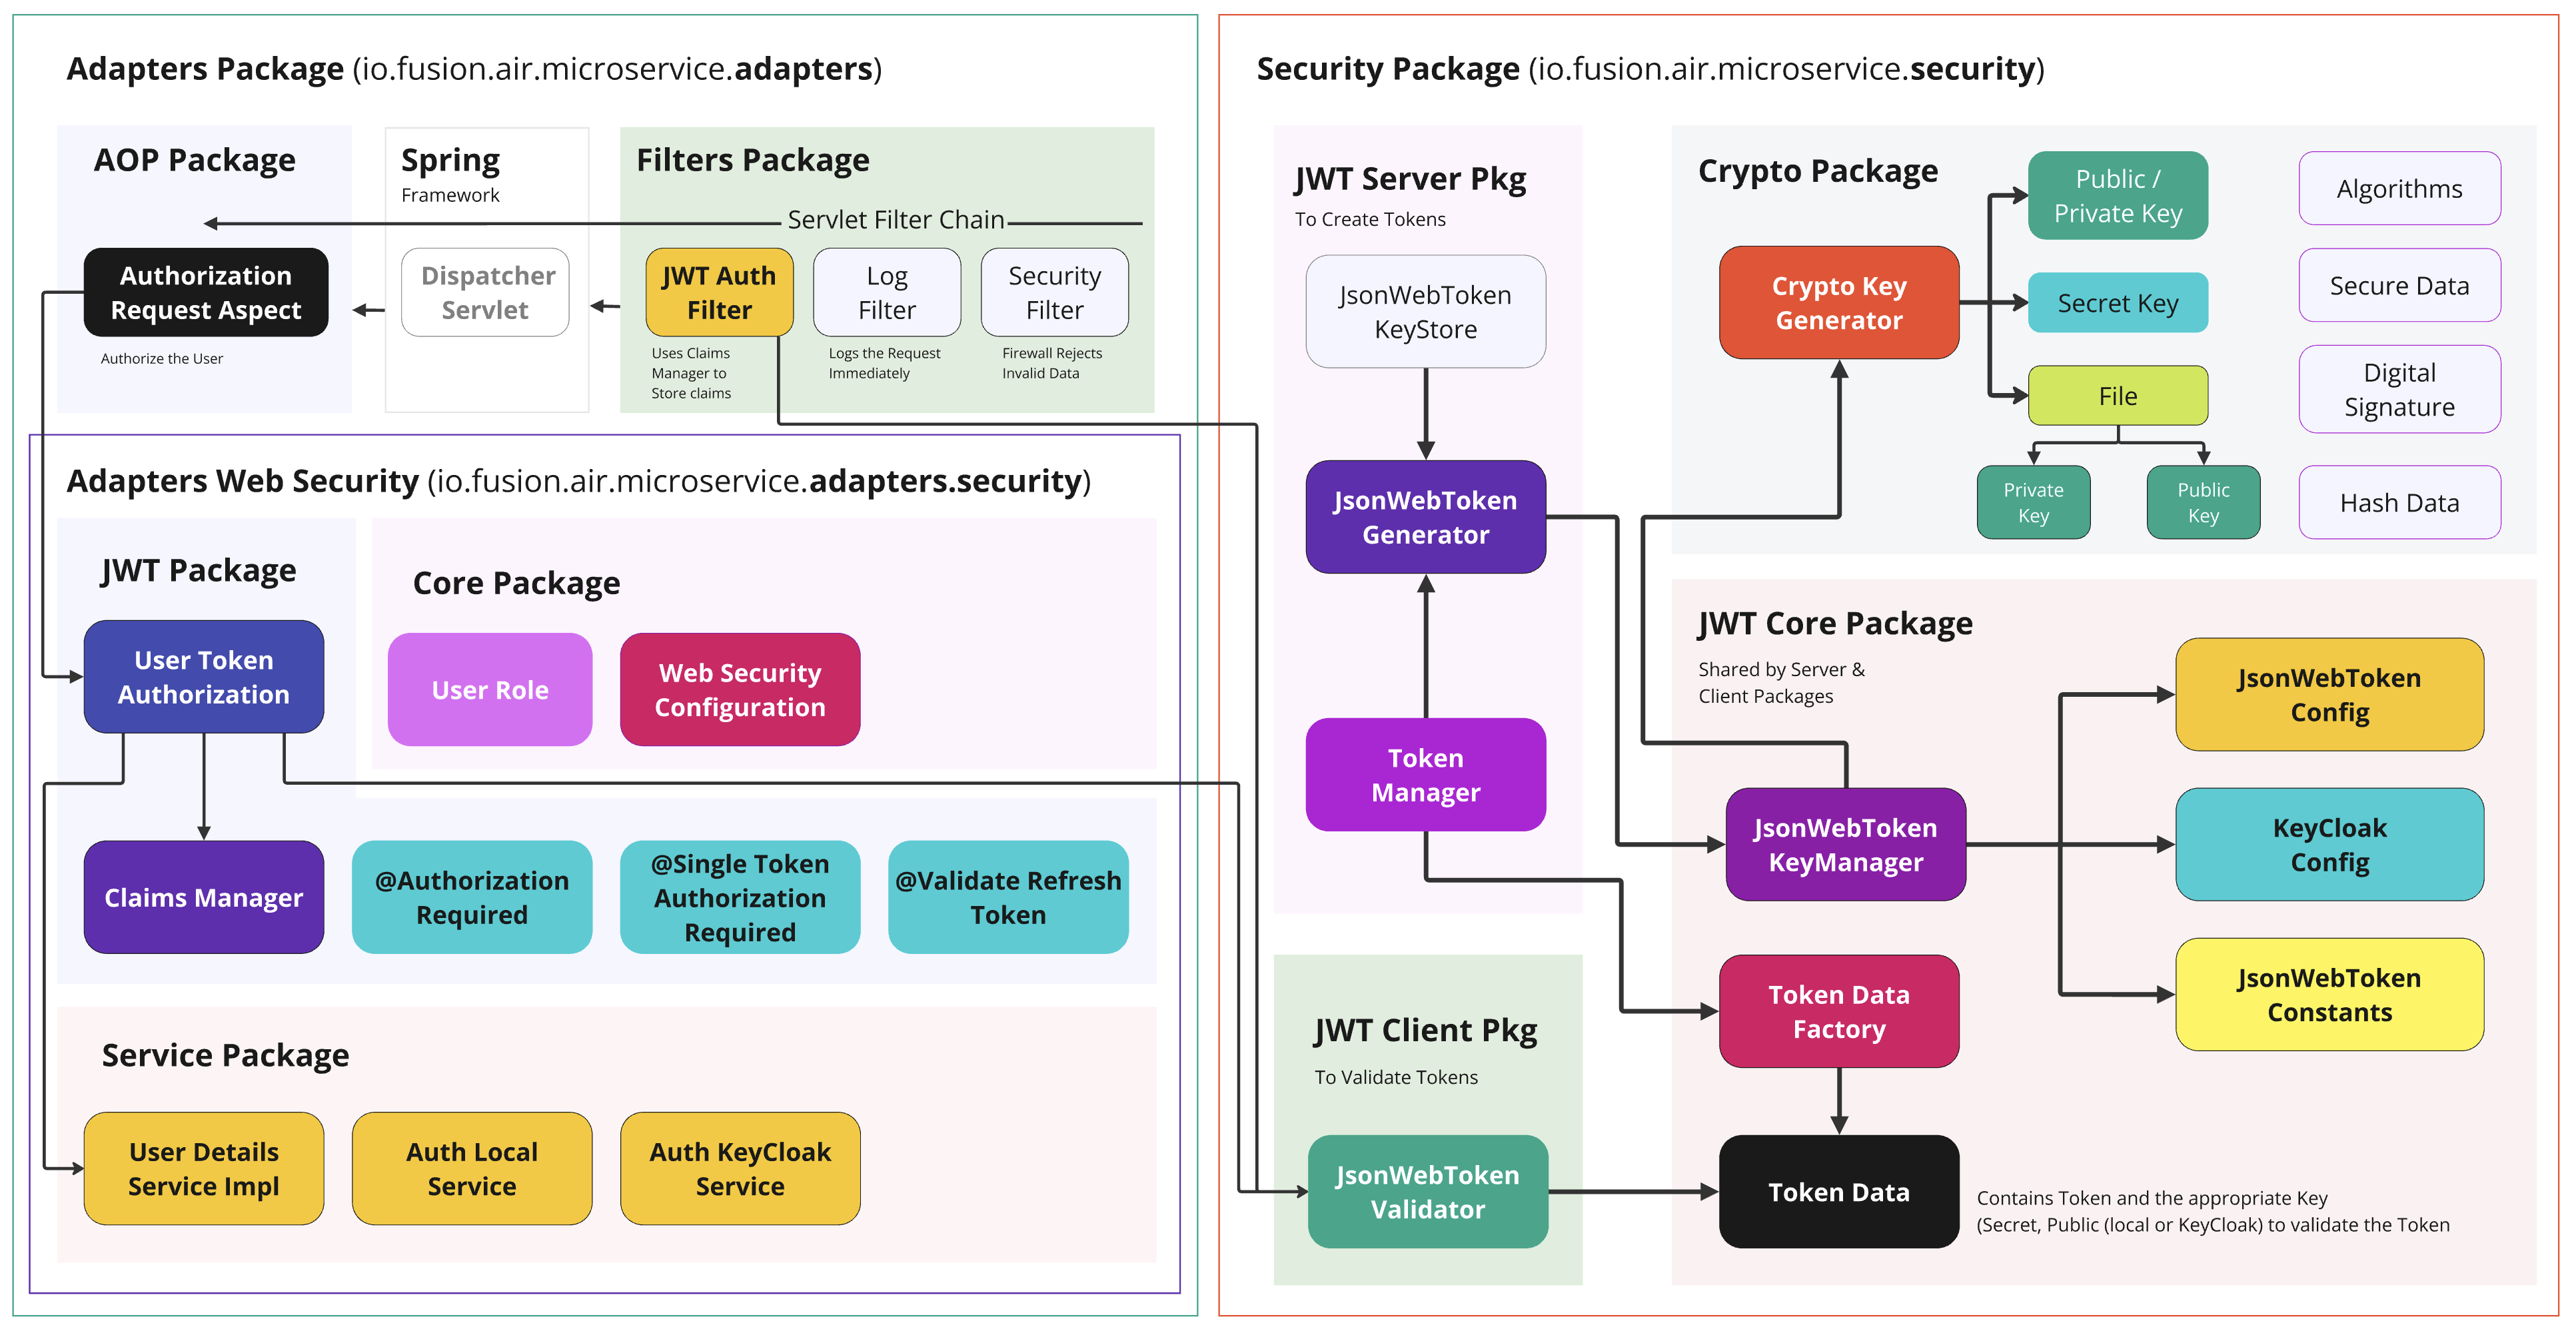 Adapters Package (io.fusion.air.microservice.adapters)
AOP Package
Authorization
Request Aspect
Authorize the User
Spring
Framework
Dispatcher
Servlet
Filters Package
Servlet Filter Chain
JWT Auth
Filter
Uses Claims
Manager to
Store claims
Log
Filter
Logs the Request
Immediately
Security
Filter
Firewall Rejects
Invalid Data
Adapters Web Security (io.fusion.air.microservice.adapters.security)
JWT Package
User Token
Authorization
Core Package
User Role
Web Security
Configuration
Claims Manager
@Authorization
Required
@Single Token
Authorization
Required
@Validate Refresh
Token
Service Package
User Details
Service Impl
Auth Local
Service
Auth KeyCloak
Service
Security Package (io.fusion.air.microservice.security)
JWT Server Pkg
To Create Tokens
JsonWebToken
KeyStore
JsonWebToken
Generator
Token
Manager
JWT Client Pkg
To Validate Tokens
JsonWebToken
Validator
Crypto Package
Crypto Key
Generator
Public /
Private Key
Secret Key
File
Private
Key
Public
Key
Algorithms
Secure Data
Digital
Signature
Hash Data
JWT Core Package
Shared by Server &
Client Packages
JsonWebToken
KeyManager
JsonWebToken
Config
KeyCloak
Config
JsonWebToken
Constants
Token Data
Factory
Token Data
Contains Token and the appropriate Key
(Secret, Public (local or KeyCloak) to validate the Token